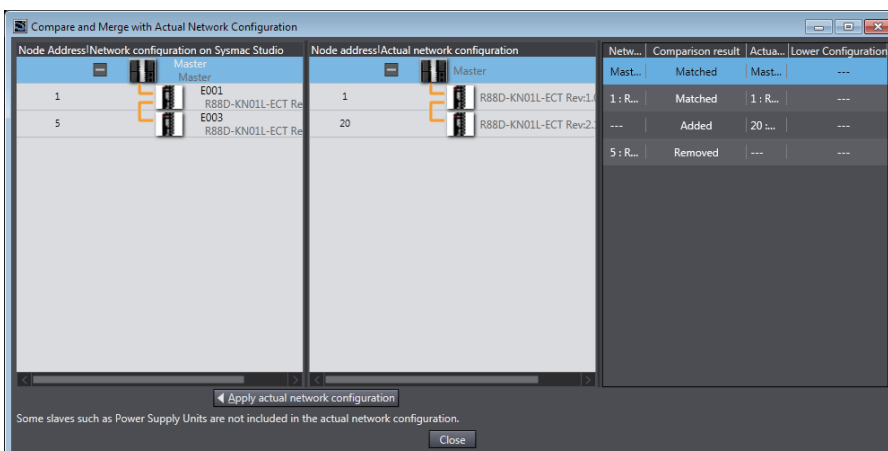 Compare and Merge with Actual Network Configuration
Node Address Network configuration on Sysmac Studio
Master
Master
1
E001
R88D-KN01L-ECT Re
5
E003
R88D-KN01L-ECT Re
Node address Actual network configuration
Master
1 R88D-KN01L-ECT Rev:1.
20 R88D-KN01L-ECT Rev:2.
Netw... Comparison result Actua... Lower Configuration
Mast... Matched Mast... ---
1 : R... Matched 1 : R... ---
--- Added 20 :... ---
5 : R... Removed --- ---
Apply actual network configuration
Some slaves such as Power Supply Units are not included in the actual network configuration.
Close